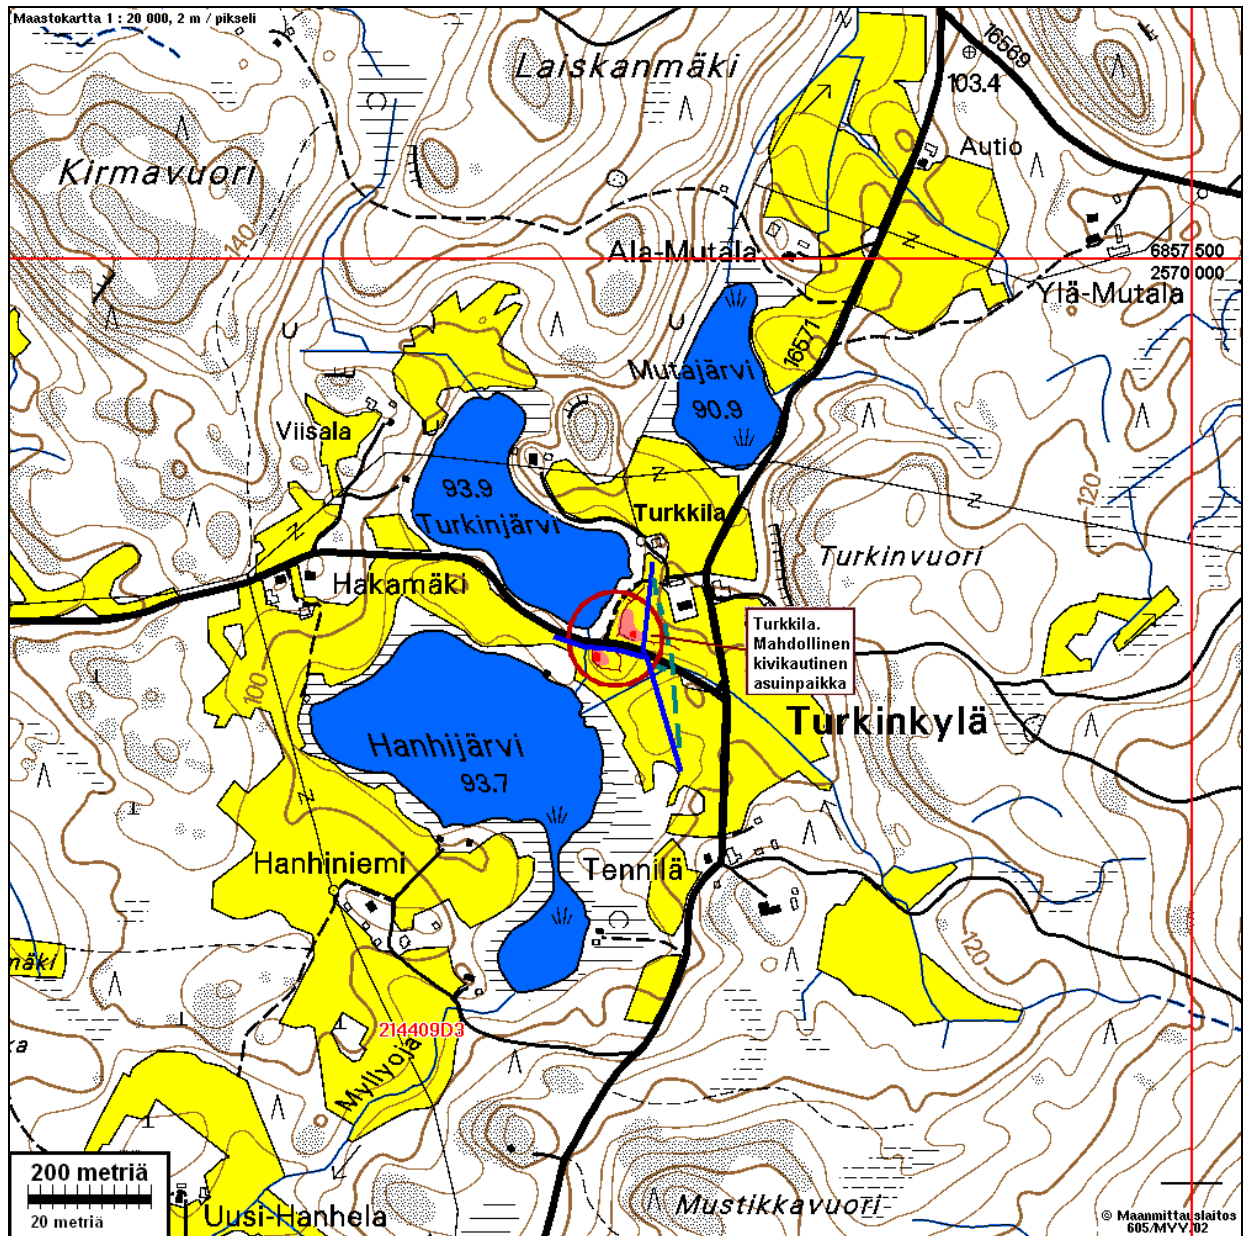 Maastokartta 1 : 20 000, 2 m / pikseli
Laiskanmäki
16569
103.4
Autio
Kirmavuori
140
Ala-Mutala
6857 500
2570 000
Ylä-Mutala
16571
Mutajärvi
90.9
Viisala
93.9
Turkinjärvi
Turkkila
120
Turkinvuori
Hakamäki
Turkkila.
Mahdollinen
kivikautinen
asuinpaikka
100
Turkinkylä
Hanhijärvi
93.7
Hanhiniemi
Tennilä
120
mäki
214409D3
Myllyoja
ka
200 metriä
20 metriä
Uusi-Hanhela
Mustikkavuori
© Maanmittauslaitos
605/MYY/02